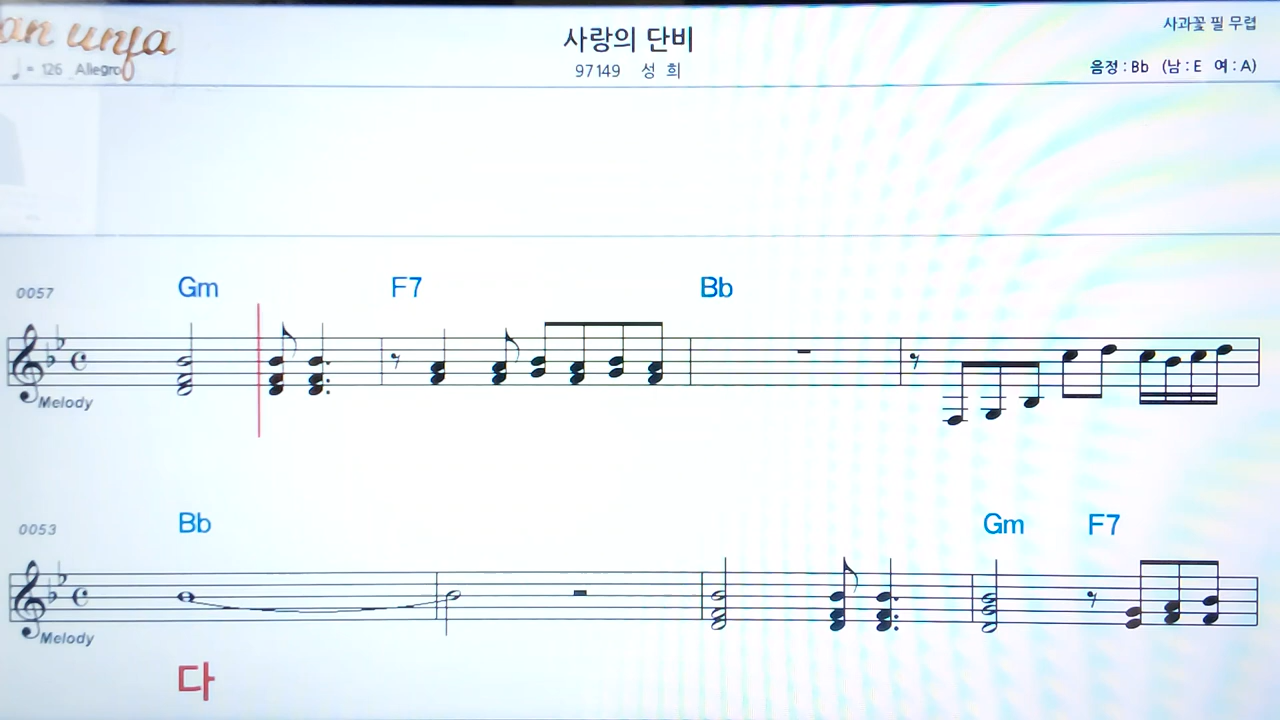 사랑의 단비
사과꽃 필 무렵
♩= 126 Allegro
97149 성 희
음정 : Bb (남 : E 여 : A)
0057 Gm F7 Bb
Melody
0053 Bb Gm F7
Melody
다